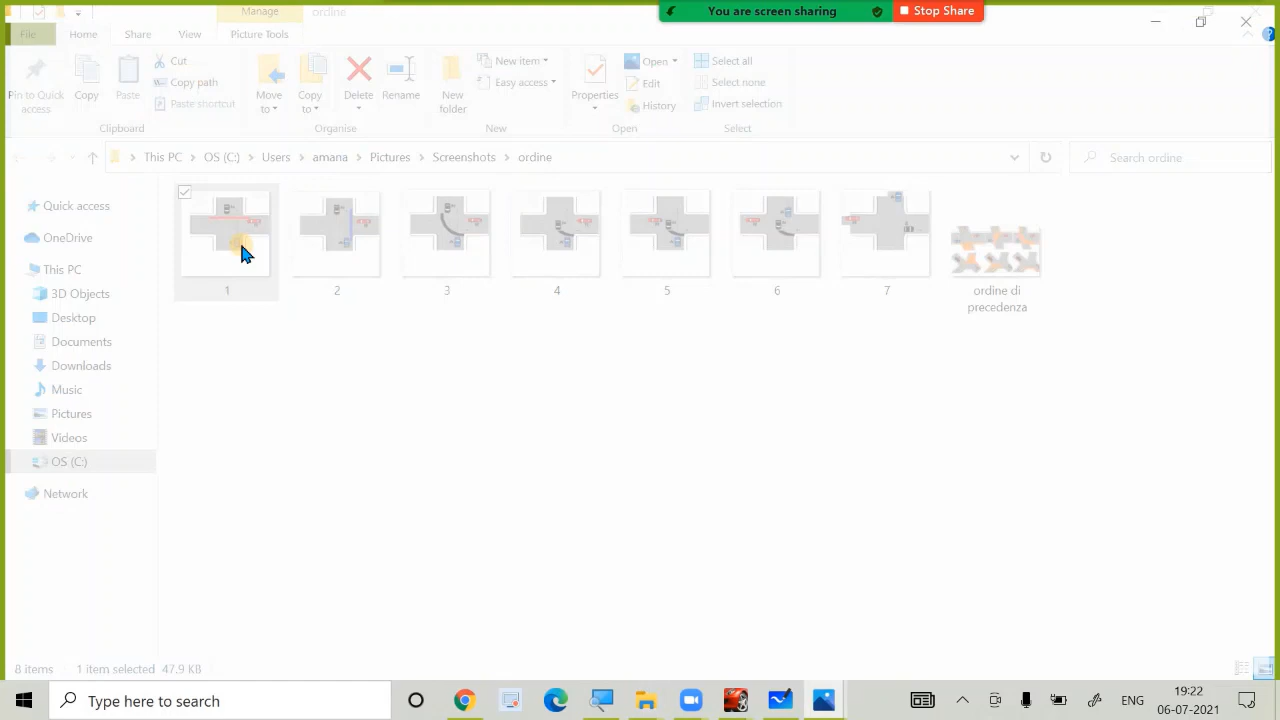 You are screen sharing
Stop Share
Manage
ordine
File
Home
Share
View
Picture Tools
Pin to Quick access
Copy
Paste
Cut
Copy path
Paste shortcut
Clipboard
Move to
Copy to
Delete
Rename
Organise
New folder
New item
Easy access
New
Properties
Open
Edit
History
Open
Select all
Select none
Invert selection
Select
This PC
OS (C:)
Users
amana
Pictures
Screenshots
ordine
Search ordine
Quick access
OneDrive
This PC
3D Objects
Desktop
Documents
Downloads
Music
Pictures
Videos
OS (C:)
Network
1
2
3
4
5
6
7
ordine di
precedenza
8 items
1 item selected
47.9 KB
Type here to search
ENG
19:22
06-07-2021